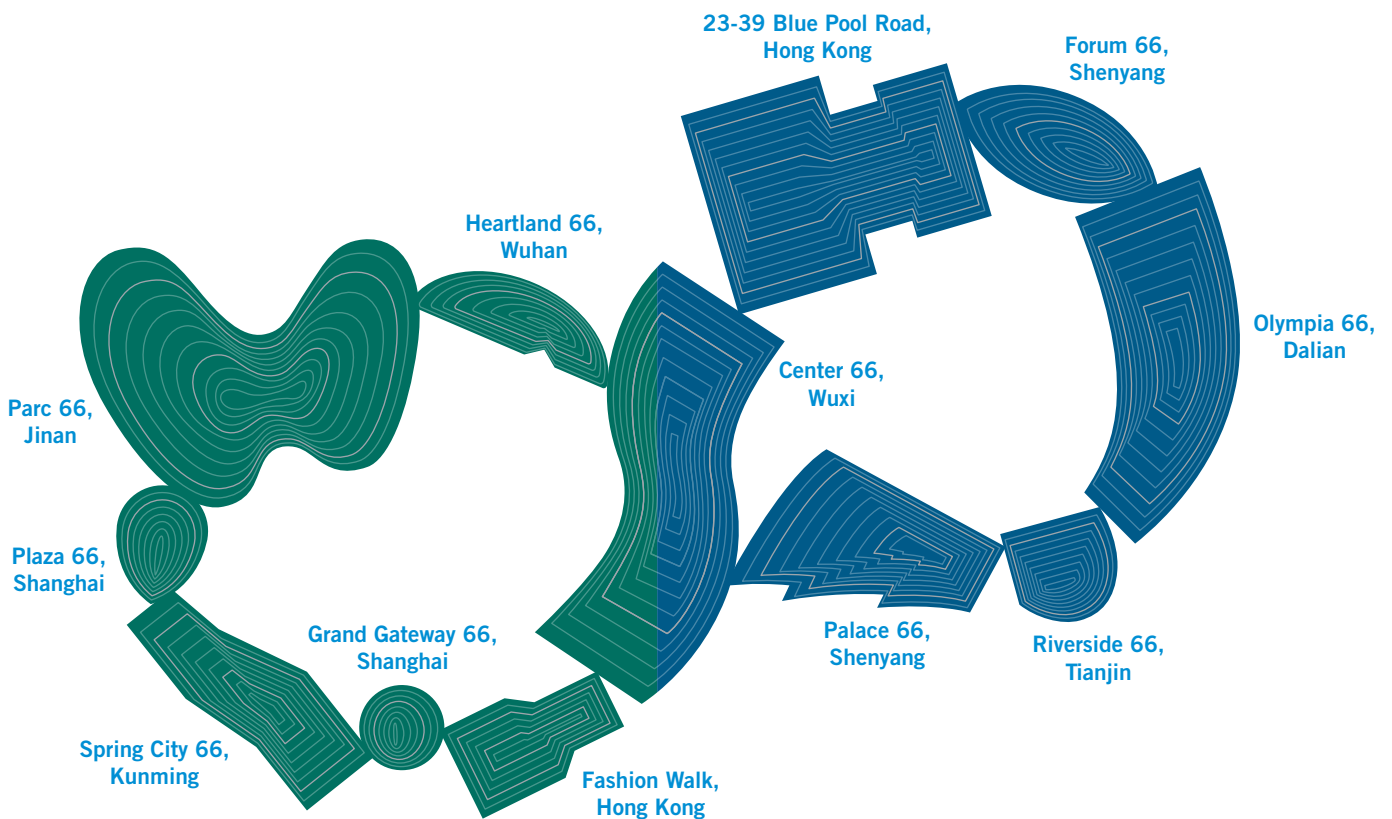 23-39 Blue Pool Road,
Hong Kong
Forum 66,
Shenyang
Heartland 66,
Wuhan
Olympia 66,
Dalian
Center 66,
Wuxi
Parc 66,
Jinan
Plaza 66,
Shanghai
Grand Gateway 66,
Shanghai
Palace 66,
Shenyang
Riverside 66,
Tianjin
Spring City 66,
Kunming
Fashion Walk,
Hong Kong